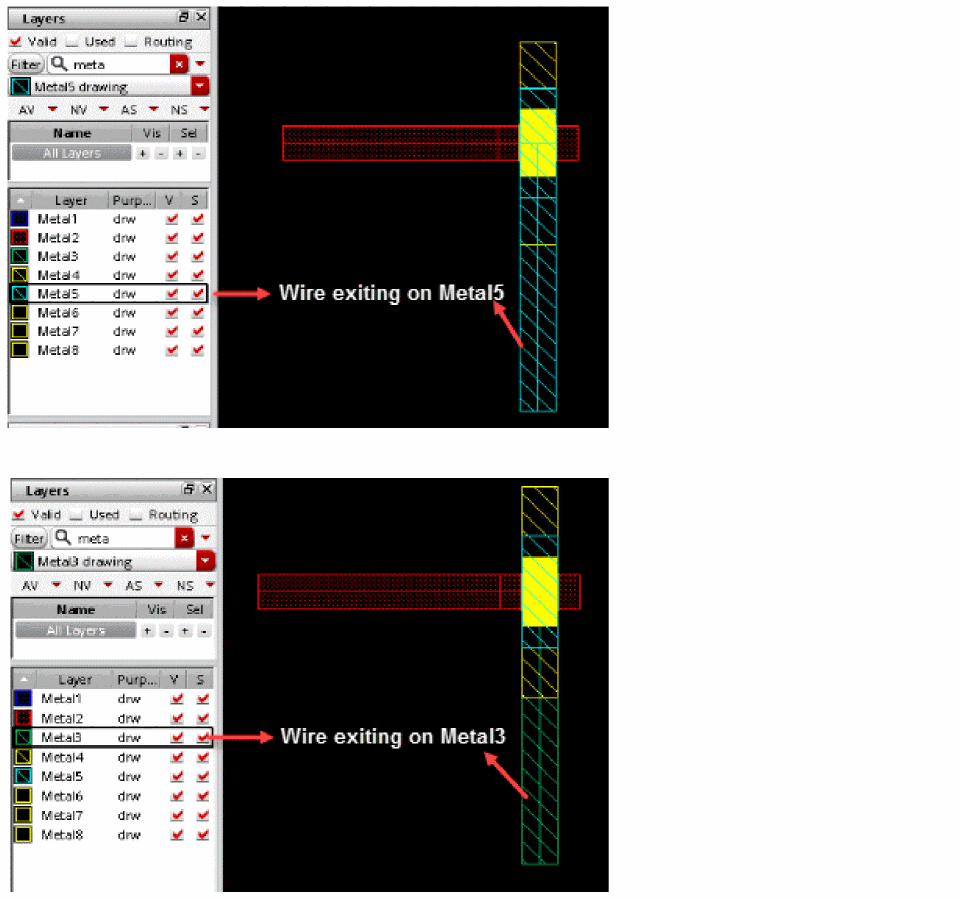 Layers
Valid Used Routing
Filter meta
Metal5 drawing
AV NV AS NS
Name Vis Sel
All Layers + - + -
Layer Purp... V S
Metal1 drw
Metal2 drw
Metal3 drw
Metal4 drw
Metal5 drw
Metal6 drw
Metal7 drw
Metal8 drw
Wire exiting on Metal5
Layers
Valid Used Routing
Filter meta
Metal3 drawing
AV NV AS NS
Name Vis Sel
All Layers + - + -
Layer Purp... V S
Metal1 drw
Metal2 drw
Metal3 drw
Metal4 drw
Metal5 drw
Metal6 drw
Metal7 drw
Metal8 drw
Wire exiting on Metal3